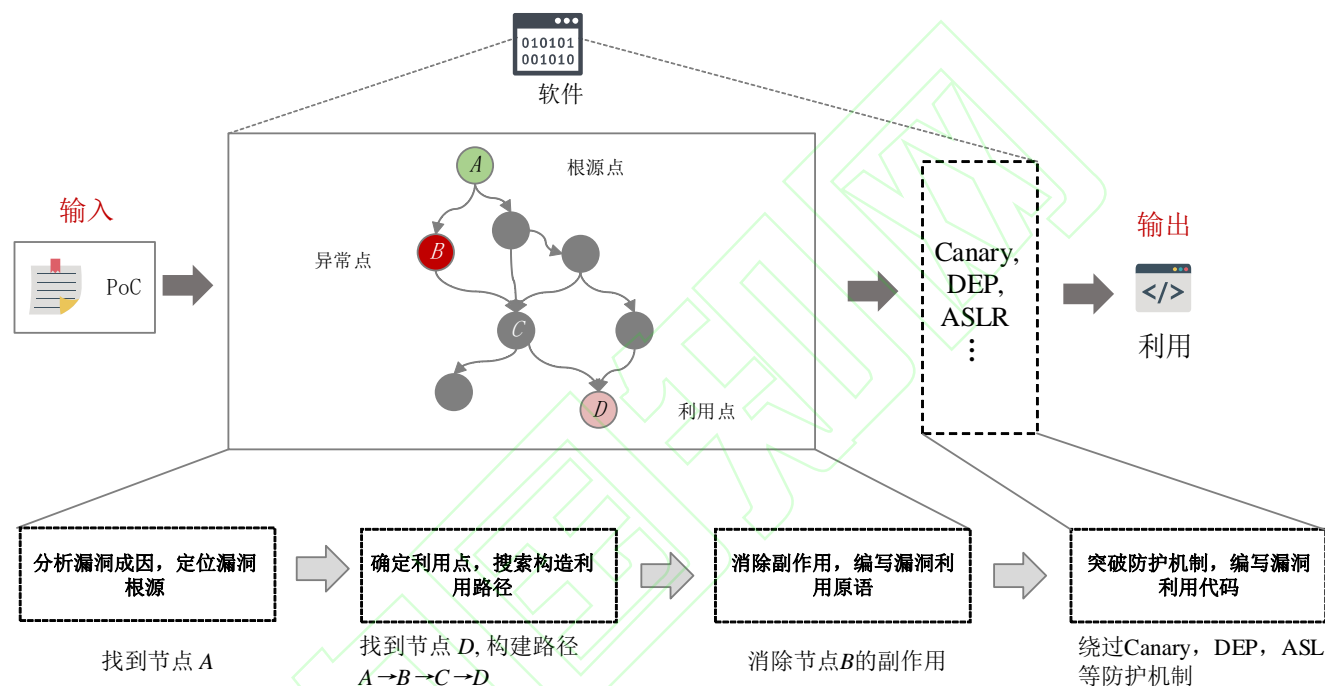 010101
001010
软件
A
根源点
输入
PoC
B
异常点
C
D
利用点
Canary,
DEP,
ASLR
⋮
输出
</>
利用
分析漏洞成因，定位漏洞
根源
确定利用点，搜索构造利
用路径
消除副作用，编写漏洞利
用原语
突破防护机制，编写漏洞
利用代码
找到节点 A
找到节点 D, 构建路径
A→B→C→D
消除节点B的副作用
绕过Canary，DEP，ASL
等防护机制